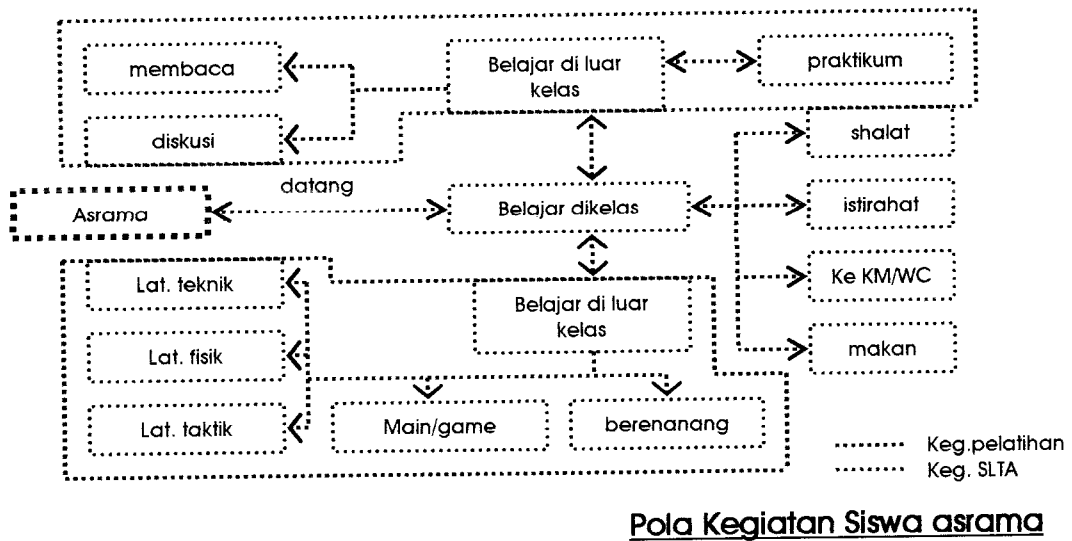 membaca
Belajar di luar
kelas
praktikum
diskusi
shalat
datang
Asrama
Belajar dikelas
istirahat
Lat. teknik
Belajar di luar
kelas
Ke KM/WC
Lat. fisik
makan
Lat. taktik
Main/game
berenanang
Keg.pelatihan
Keg. SLTA
Pola Kegiatan Siswa asrama